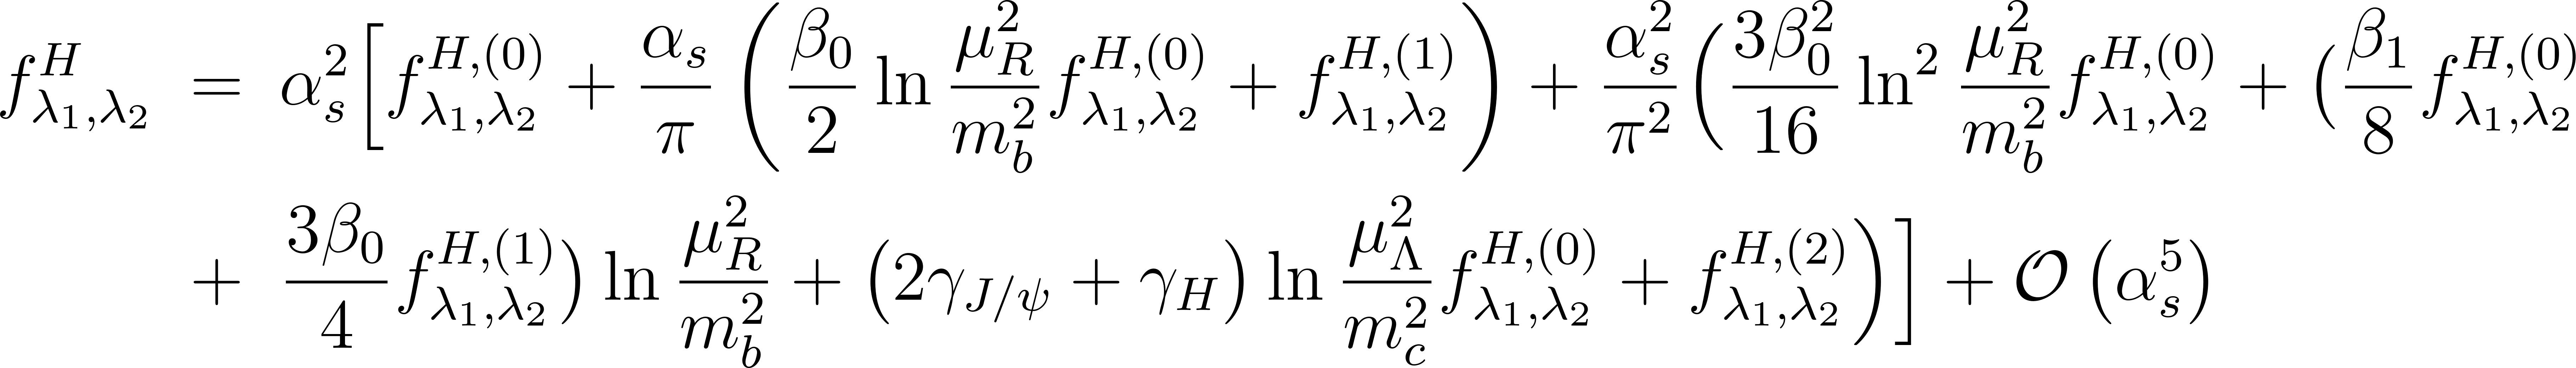 f^H_{\lambda_1,\lambda_2} = \alpha_s^2 \Bigg[ f^{H,(0)}_{\lambda_1,\lambda_2} + \frac{\alpha_s}{\pi} \left( \frac{\beta_0}{2} \ln \frac{\mu_R^2}{m_b^2} f^{H,(0)}_{\lambda_1,\lambda_2} + f^{H,(1)}_{\lambda_1,\lambda_2} \right) + \frac{\alpha_s^2}{\pi^2} \Big( \frac{3\beta_0^2}{16} \ln^2 \frac{\mu_R^2}{m_b^2} f^{H,(0)}_{\lambda_1,\lambda_2} + \big( \frac{\beta_1}{8} f^{H,(0)}_{\lambda_1,\lambda_2}
+ \frac{3\beta_0}{4} f^{H,(1)}_{\lambda_1,\lambda_2} \big) \ln \frac{\mu_R^2}{m_b^2} + \left( 2\gamma_{J/\psi} + \gamma_H \right) \ln \frac{\mu_\Lambda^2}{m_c^2} f^{H,(0)}_{\lambda_1,\lambda_2} + f^{H,(2)}_{\lambda_1,\lambda_2} \Big) \Bigg] + \mathcal{O}\left( \alpha_s^5 \right)